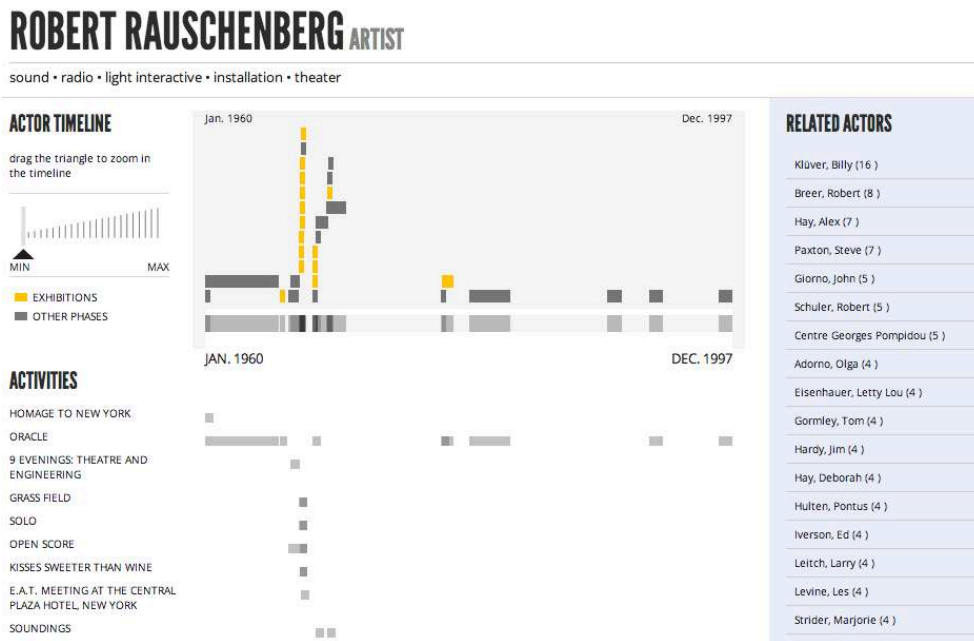 ROBERT RAUSCHENBERG ARTIST
sound • radio • light interactive • installation • theater
ACTOR TIMELINE
drag the triangle to zoom in
the timeline
MIN MAX
EXHIBITIONS
OTHER PHASES
Jan. 1960 Dec. 1997
JAN. 1960 DEC. 1997
ACTIVITIES
HOMAGE TO NEW YORK
ORACLE
9 EVENINGS: THEATRE AND
ENGINEERING
GRASS FIELD
SOLO
OPEN SCORE
KISSES SWEETER THAN WINE
E.A.T. MEETING AT THE CENTRAL
PLAZA HOTEL, NEW YORK
SOUNDINGS
RELATED ACTORS
Klüver, Billy (16 )
Breer, Robert (8 )
Hay, Alex (7 )
Paxton, Steve (7 )
Giorno, John (5 )
Schuler, Robert (5 )
Centre Georges Pompidou (5 )
Adorno, Olga (4 )
Eisenhauer, Letty Lou (4 )
Gormley, Tom (4 )
Hardy, Jim (4 )
Hay, Deborah (4 )
Hulten, Pontus (4 )
Iverson, Ed (4 )
Leitch, Larry (4 )
Levine, Les (4 )
Strider, Marjorie (4 )